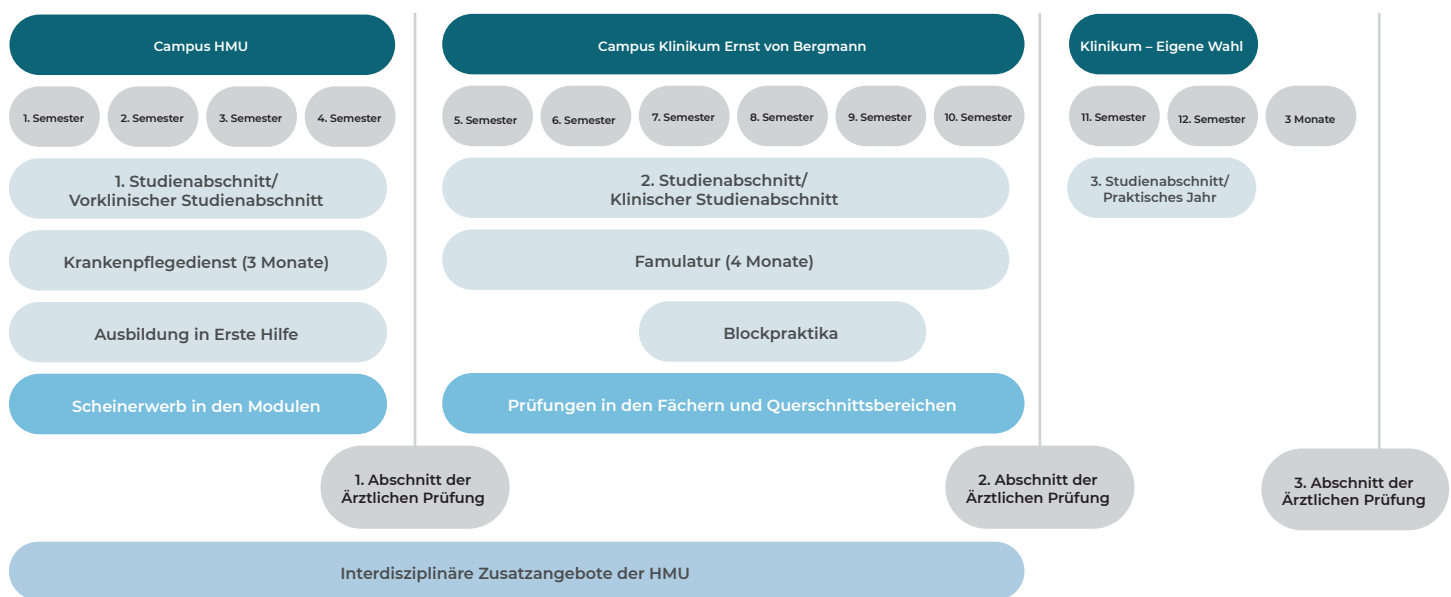 Campus HMU
Campus Klinikum Ernst von Bergmann
Klinikum – Eigene Wahl
1. Semester
2. Semester
3. Semester
4. Semester
5. Semester
6. Semester
7. Semester
8. Semester
9. Semester
10. Semester
11. Semester
12. Semester
3 Monate
1. Studienabschnitt/
Vorklinischer Studienabschnitt
2. Studienabschnitt/
Klinischer Studienabschnitt
3. Studienabschnitt/
Praktisches Jahr
Krankenpflegedienst (3 Monate)
Famulatur (4 Monate)
Ausbildung in Erste Hilfe
Blockpraktika
Scheinerwerb in den Modulen
Prüfungen in den Fächern und Querschnittsbereichen
1. Abschnitt der
Ärztlichen Prüfung
2. Abschnitt der
Ärztlichen Prüfung
3. Abschnitt der
Ärztlichen Prüfung
Interdisziplinäre Zusatzangebote der HMU